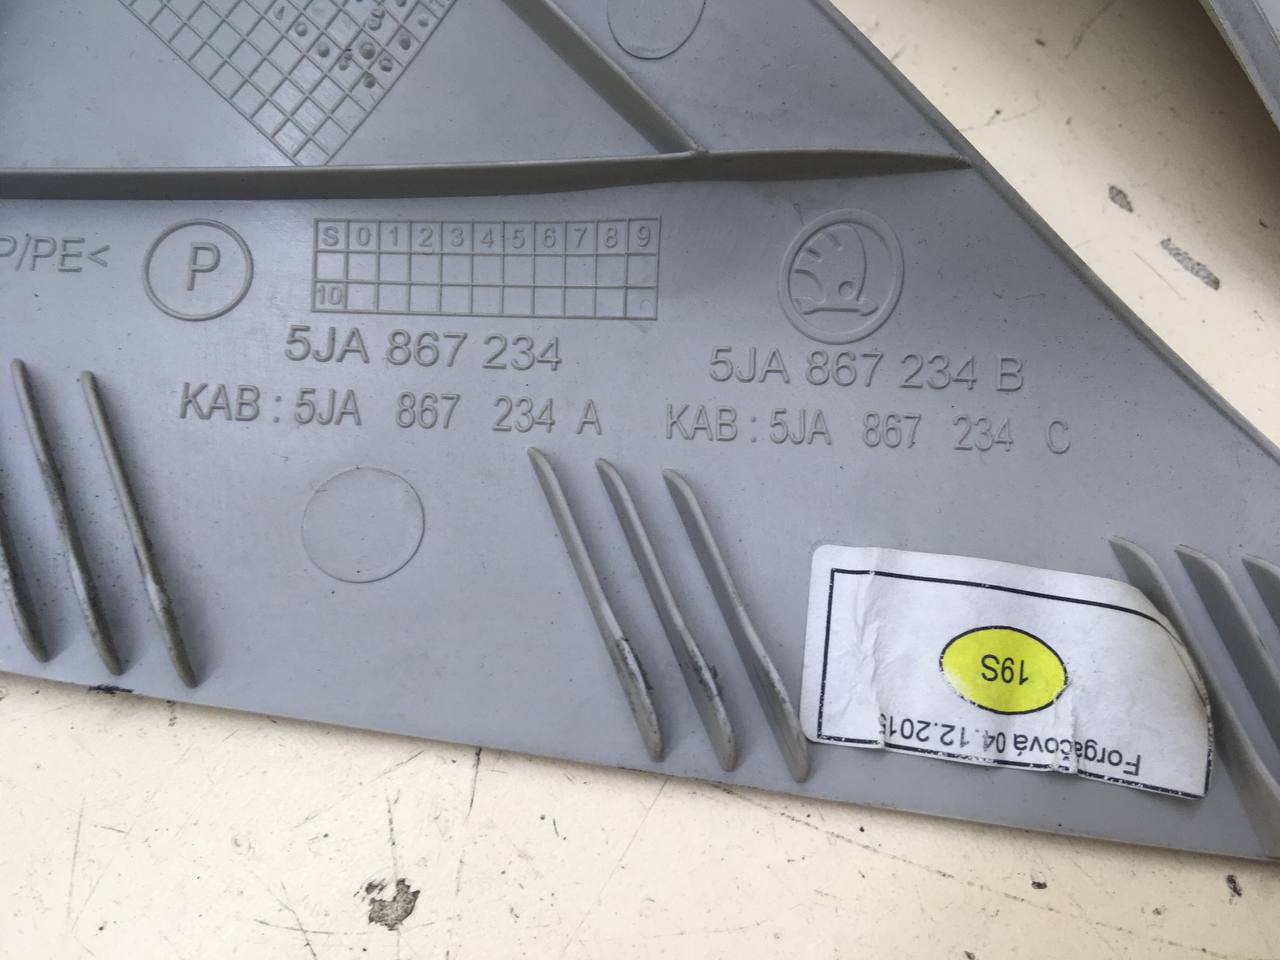 P/PE<
P
S 0 1 2 3 4 5 6 7 8 9
10
5JA 867 234
KAB : 5JA 867 234 A
5JA 867 234 B
KAB : 5JA 867 234 C
19S
Forgačová 04.12.2015